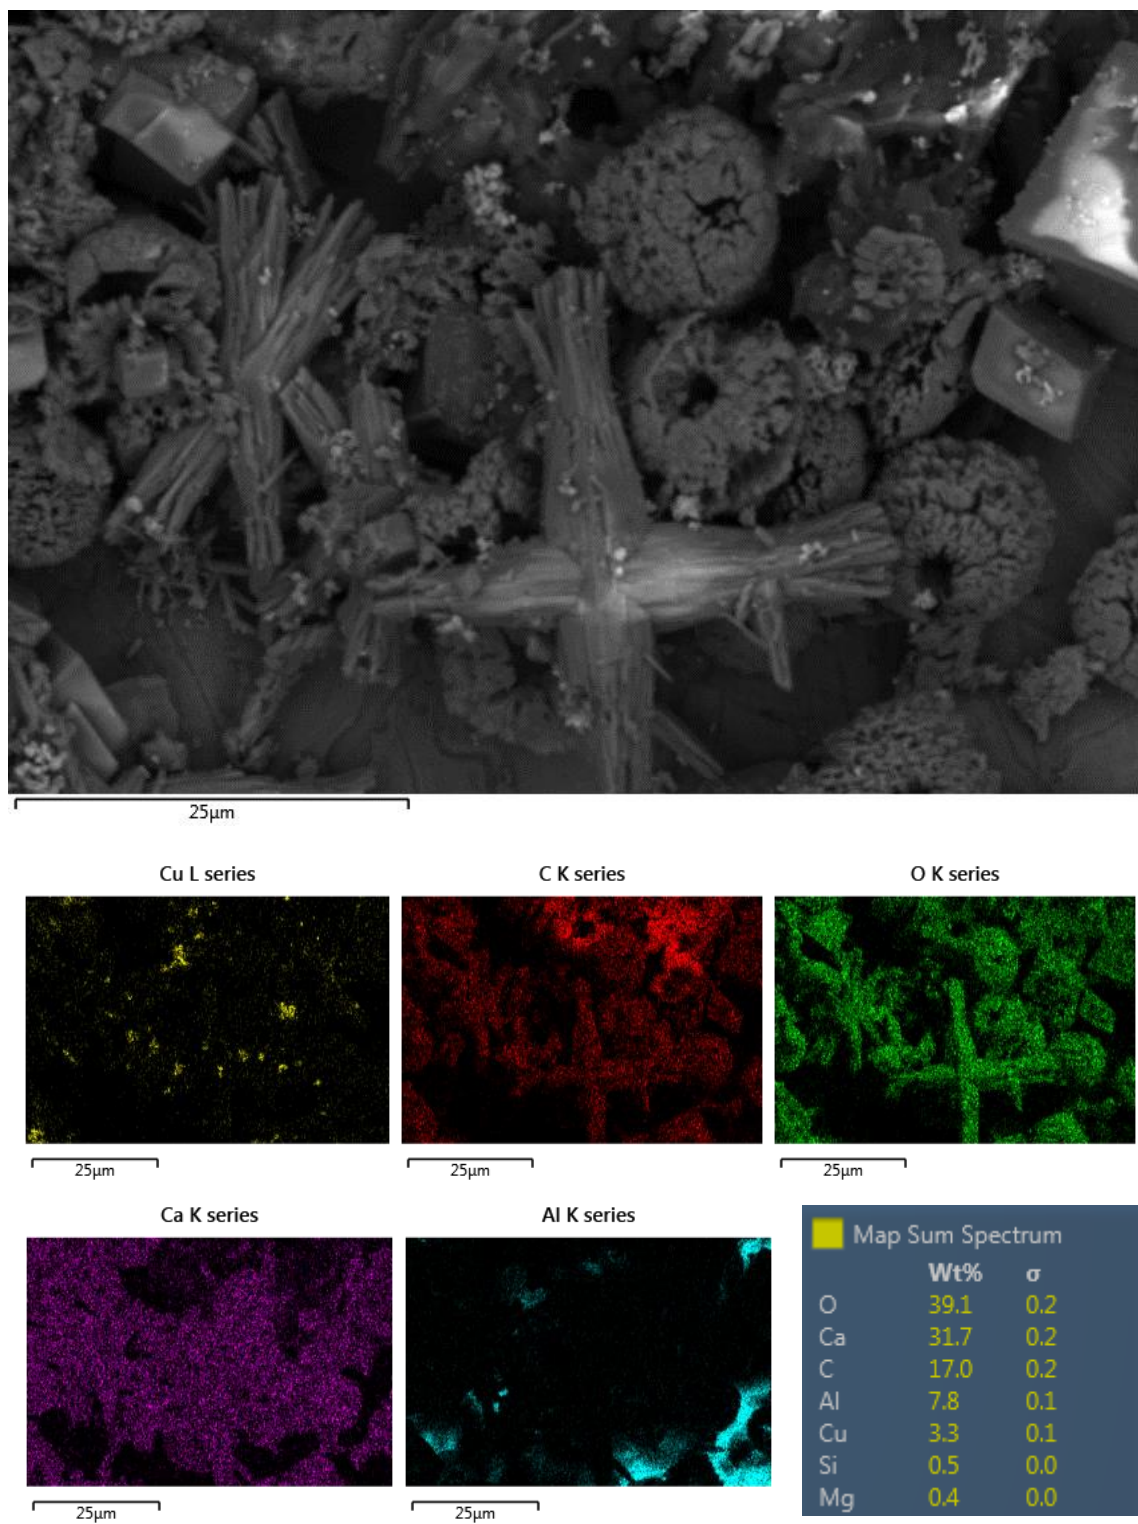 25μm
Cu L series
C K series
O K series
25μm
25μm
25μm
Ca K series
Al K series
25μm
25μm
Map Sum Spectrum
Wt% σ
O 39.1 0.2
Ca 31.7 0.2
C 17.0 0.2
Al 7.8 0.1
Cu 3.3 0.1
Si 0.5 0.0
Mg 0.4 0.0